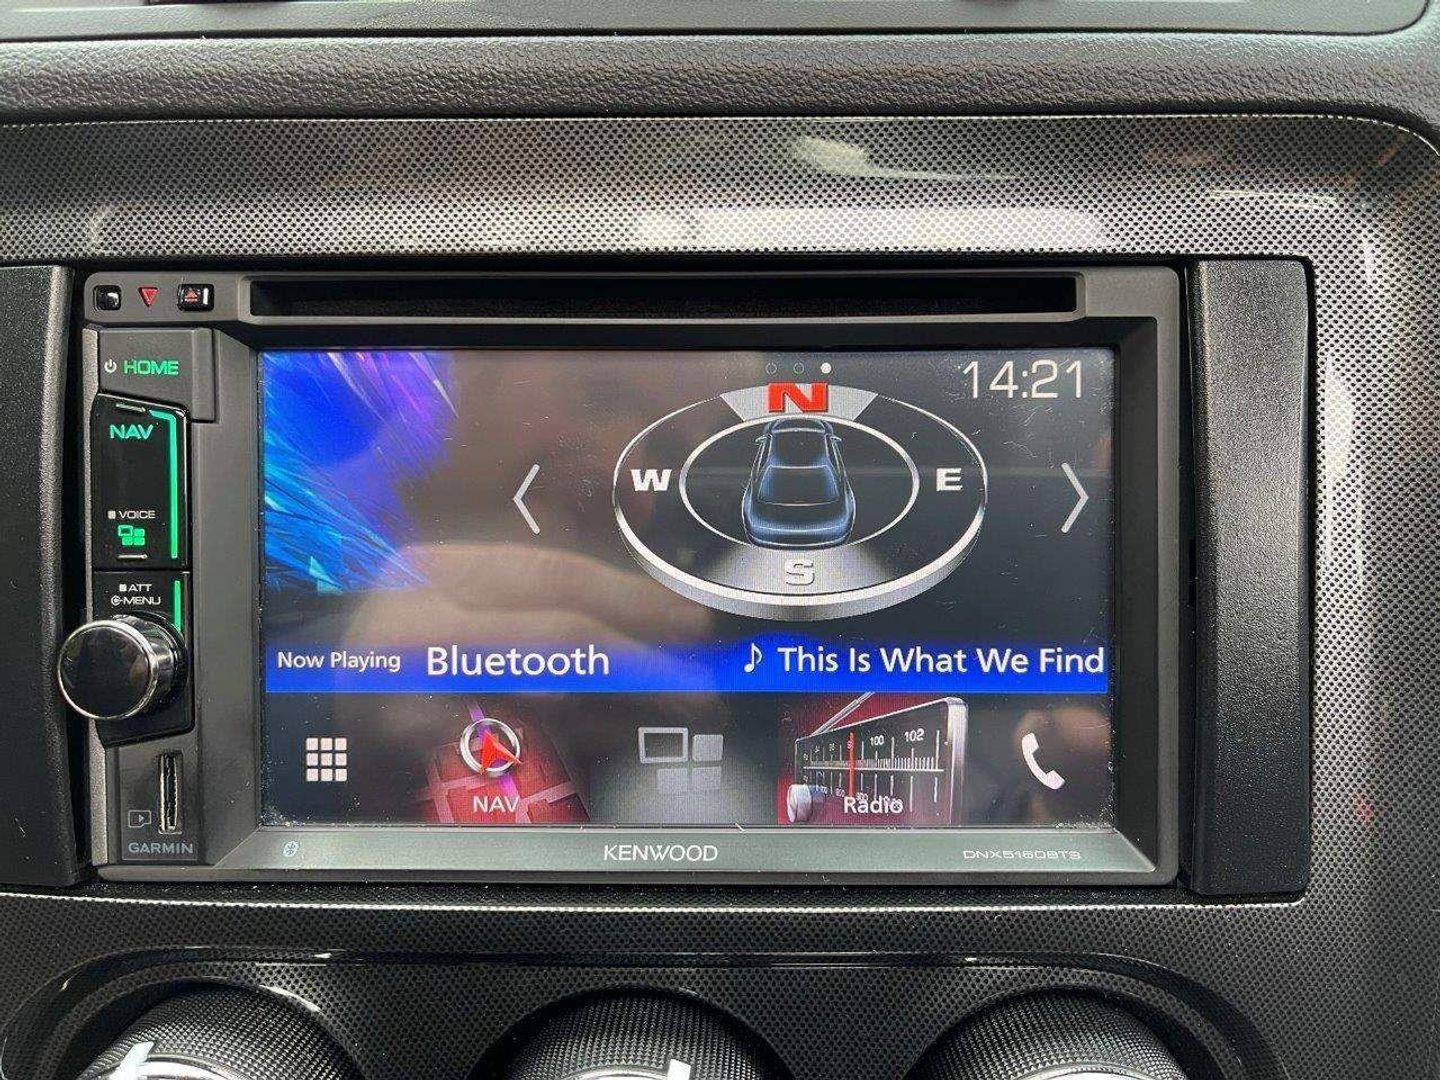 HOME
NAV
VOICE
ATT
MENU
GARMIN
14:21
N
W
E
S
Now Playing Bluetooth ♪ This Is What We Find
100 102
NAV
Radio
KENWOOD
DNX5160BTS